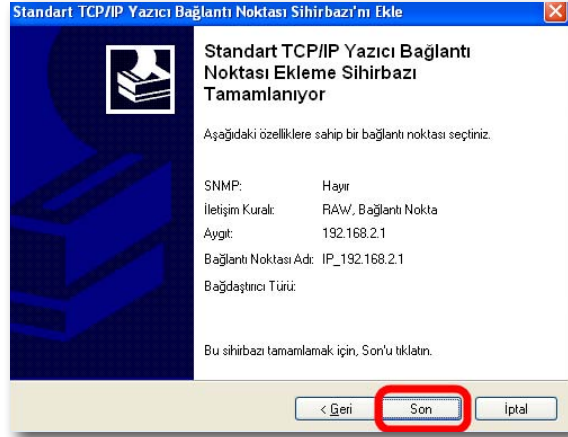 Standart TCP/IP Yazıcı Bağlantı Noktası Sihirbazı'nı Ekle
Standart TCP/IP Yazıcı Bağlantı
Noktası Ekleme Sihirbazı
Tamamlanıyor
Aşağıdaki özelliklere sahip bir bağlantı noktası seçtiniz.
SNMP: Hayır
İletişim Kuralı: RAW, Bağlantı Nokta
Aygıt: 192.168.2.1
Bağlantı Noktası Adı: IP_192.168.2.1
Bağdaştırıcı Türü:
Bu sihirbazı tamamlamak için, Son'u tıklatın.
< Geri Son İptal